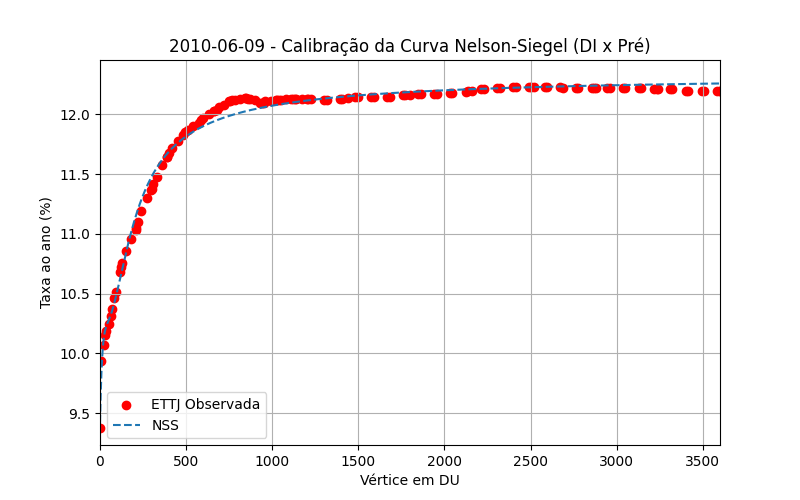 2010-06-09 - Calibração da Curva Nelson-Siegel (DI x Pré)
Taxa ao ano (%)
12.0
11.5
11.0
10.5
10.0
9.5
ETTJ Observada
NSS
0 500 1000 1500 2000 2500 3000 3500
Vértice em DU